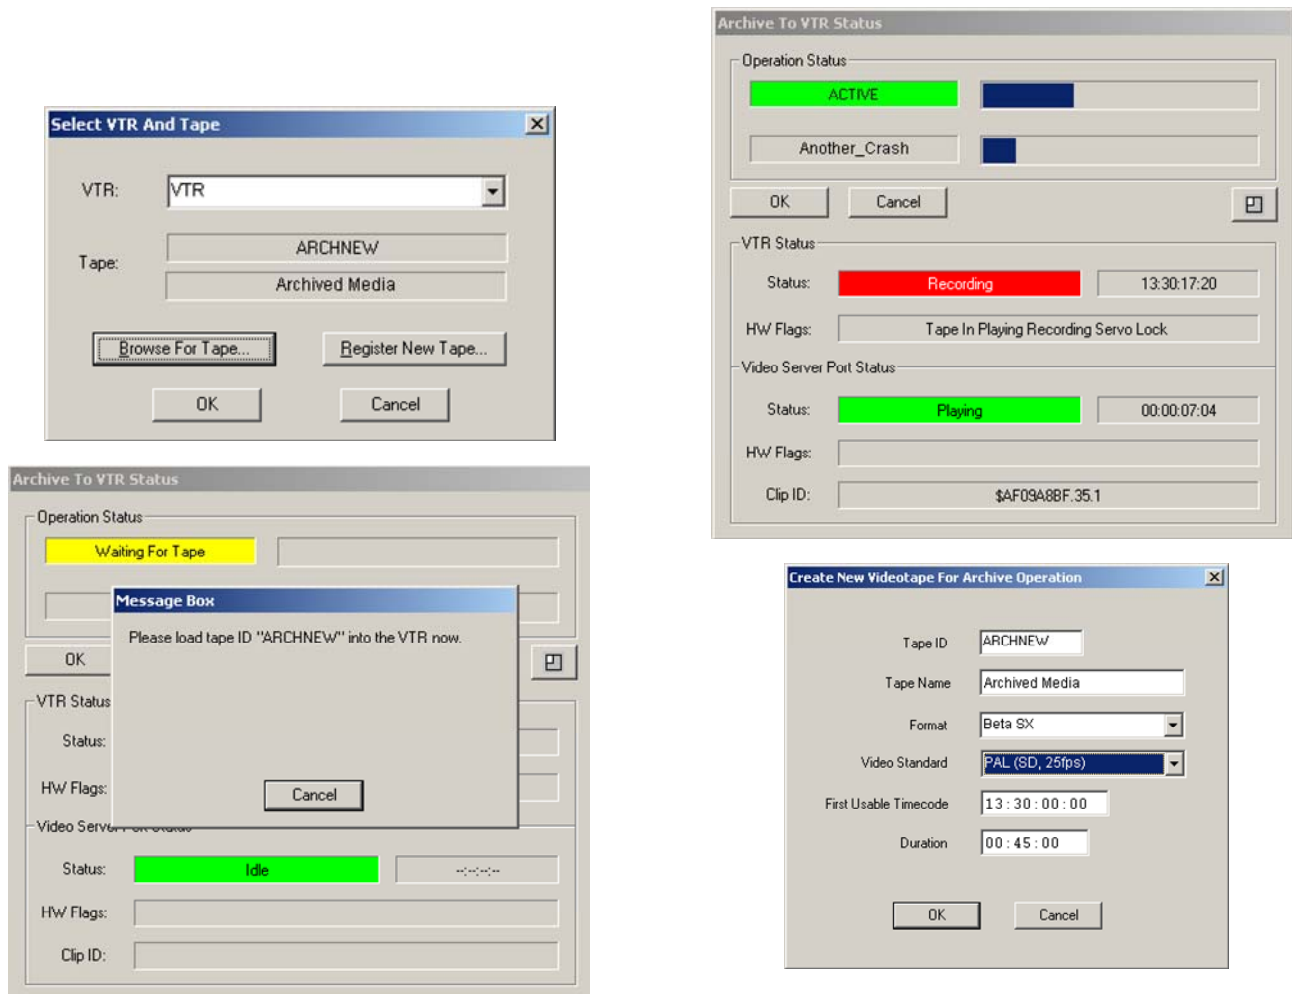 Select VTR And Tape
VTR: VTR
Tape: ARCHNEW
Archived Media
Browse For Tape... Register New Tape...
OK Cancel
Archive To VTR Status
Operation Status
Waiting For Tape
Message Box
Please load tape ID "ARCHNEW" into the VTR now.
OK
VTR Status
Status:
HW Flags:
Cancel
Video Server Port Status
Status: Idle --:--:--:--
HW Flags:
Clip ID:
Archive To VTR Status
Operation Status
ACTIVE
Another_Crash
OK Cancel
VTR Status
Status: Recording 13:30:17:20
HW Flags: Tape In Playing Recording Servo Lock
Video Server Port Status
Status: Playing 00:00:07:04
HW Flags:
Clip ID: $AF09A8BF.35.1
Create New Videotape For Archive Operation
Tape ID ARCHNEW
Tape Name Archived Media
Format Beta SX
Video Standard PAL (SD, 25fps)
First Usable Timecode 13:30:00:00
Duration 00:45:00
OK Cancel